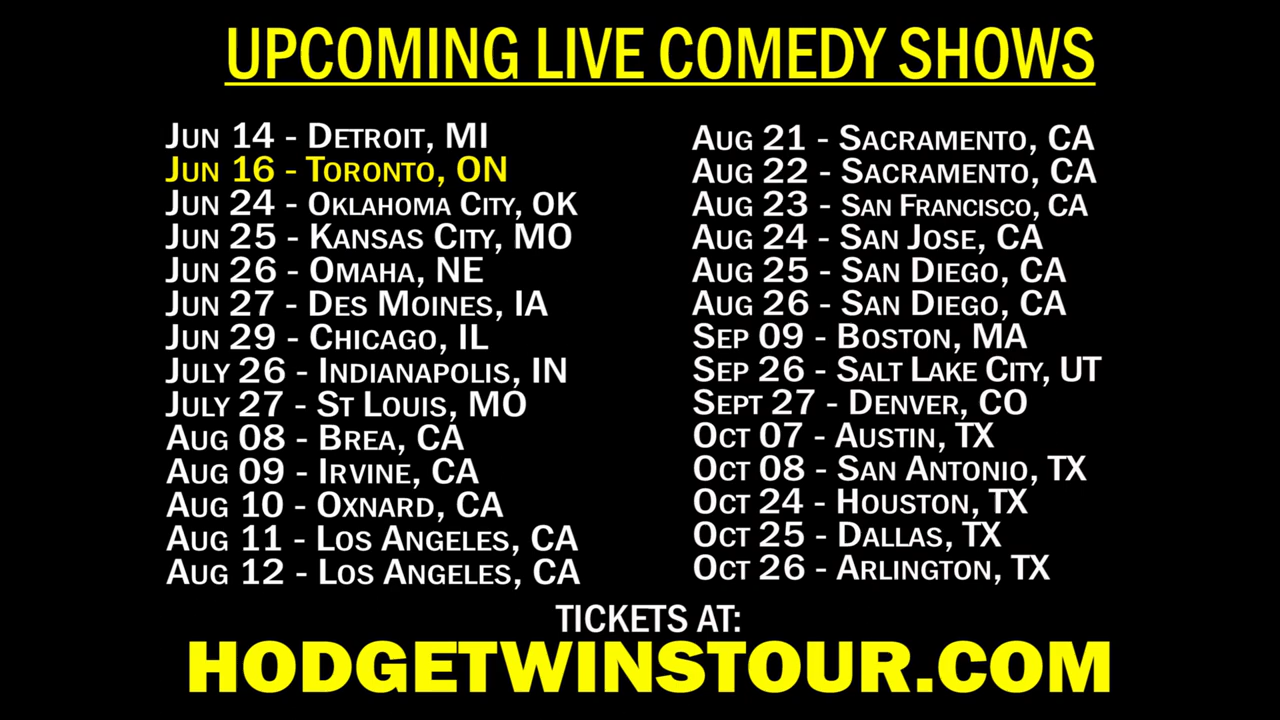 UPCOMING LIVE COMEDY SHOWS
JUN 14 - DETROIT, MI
JUN 16 - TORONTO, ON
JUN 24 - OKLAHOMA CITY, OK
JUN 25 - KANSAS CITY, MO
JUN 26 - OMAHA, NE
JUN 27 - DES MOINES, IA
JUN 29 - CHICAGO, IL
JULY 26 - INDIANAPOLIS, IN
JULY 27 - ST LOUIS, MO
AUG 08 - BREA, CA
AUG 09 - IRVINE, CA
AUG 10 - OXNARD, CA
AUG 11 - LOS ANGELES, CA
AUG 12 - LOS ANGELES, CA
AUG 21 - SACRAMENTO, CA
AUG 22 - SACRAMENTO, CA
AUG 23 - SAN FRANCISCO, CA
AUG 24 - SAN JOSE, CA
AUG 25 - SAN DIEGO, CA
AUG 26 - SAN DIEGO, CA
SEP 09 - BOSTON, MA
SEP 26 - SALT LAKE CITY, UT
SEPT 27 - DENVER, CO
OCT 07 - AUSTIN, TX
OCT 08 - SAN ANTONIO, TX
OCT 24 - HOUSTON, TX
OCT 25 - DALLAS, TX
OCT 26 - ARLINGTON, TX
TICKETS AT:
HODGETWINSTOUR.COM